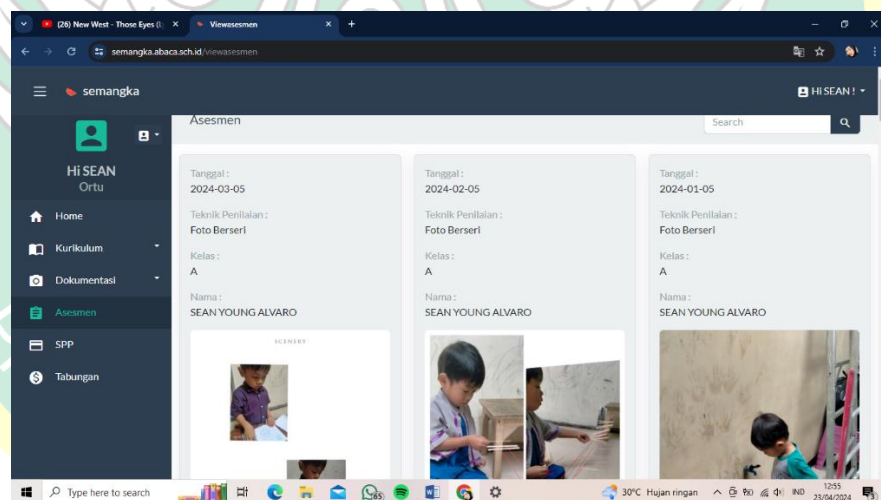 (26) New West - Those Eyes (L
Viewasesmen
semangka.abaca.sch.id/viewasesmen
semangka
Hi SEAN !
Hi SEAN
Ortu
Home
Kurikulum
Dokumentasi
Asesmen
SPP
Tabungan
Asesmen
Search
Tanggal :
2024-03-05
Teknik Penilaian :
Foto Berseri
Kelas :
A
Nama :
SEAN YOUNG ALVARO
SCENERY
Tanggal :
2024-02-05
Teknik Penilaian :
Foto Berseri
Kelas :
A
Nama :
SEAN YOUNG ALVARO
Tanggal :
2024-01-05
Teknik Penilaian :
Foto Berseri
Kelas :
A
Nama :
SEAN YOUNG ALVARO
Type here to search
65
30°C Hujan ringan
IND
12:55
23/04/2024